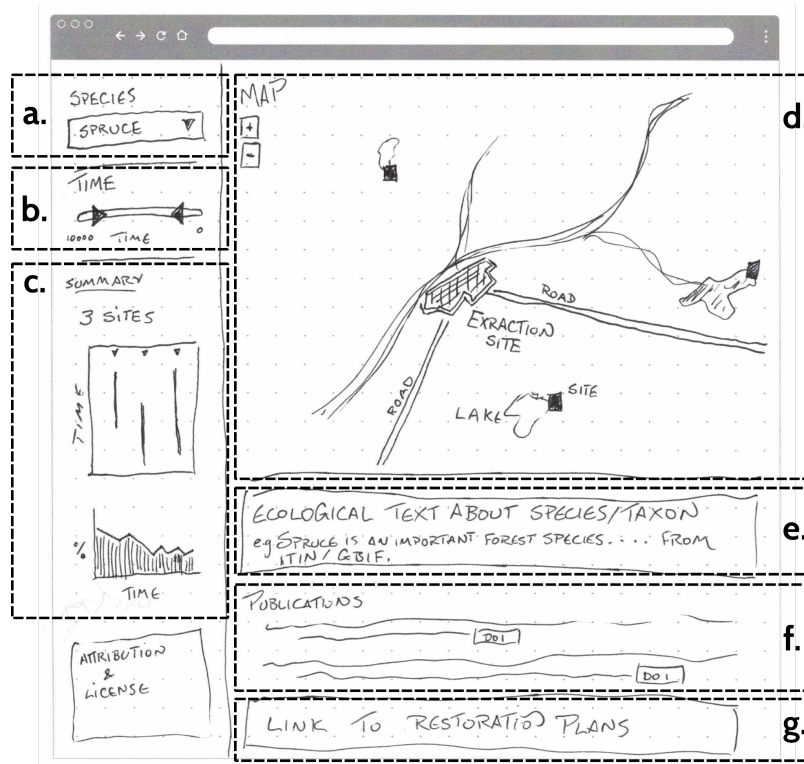 a.
SPECIES
SPRUCE
b.
TIME
10000 TIME 0
c.
SUMMARY
3 SITES
TIME
%
TIME
ATTRIBUTION
&
LICENSE
d.
MAP
+
-
ROAD
EXRACTION
SITE
ROAD
LAKE
SITE
e.
ECOLOGICAL TEXT ABOUT SPECIES/TAXON
e.g SPRUCE IS AN IMPORTANT FOREST SPECIES. . . . FROM
ITIN / GBIF.
f.
PUBLICATIONS
DOI
DOI
g.
LINK TO RESTORATIO PLANS